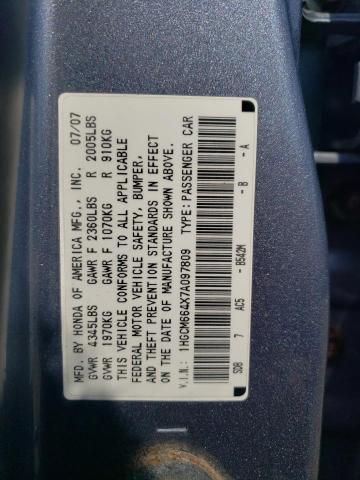 MFD. BY HONDA OF AMERICA MFG., INC. 07/07
GVWR 4345LBS GAWR F 2360LBS R 2005LBS
GVWR 1970KG GAWR F 1070KG R 910KG
THIS VEHICLE CONFORMS TO ALL APPLICABLE
FEDERAL MOTOR VEHICLE SAFETY, BUMPER,
AND THEFT PREVENTION STANDARDS IN EFFECT
ON THE DATE OF MANUFACTURE SHOWN ABOVE.
V.I.N.: 1HGCM664X7A097809 TYPE: PASSENGER CAR
SDB 7 AC5 - B542M - B - A